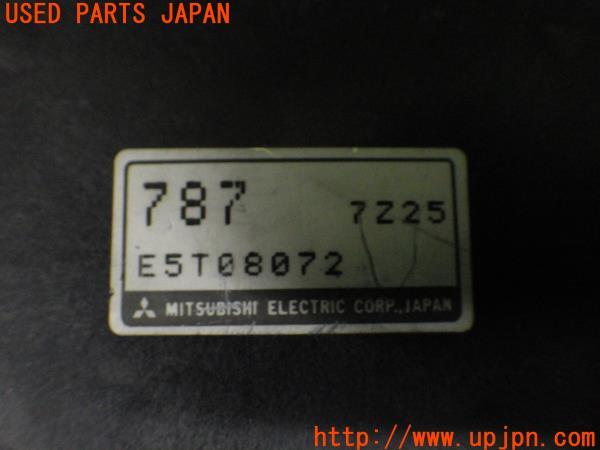 USED PARTS JAPAN
787 7Z25
E5T08072
MITSUBISHI ELECTRIC CORP., JAPAN
http://www.upjpn.com